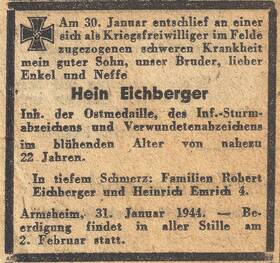 Am 30. Januar entschlief an einer
sich als Kriegsfreiwilliger im Felde
zugezogenen schweren Krankheit
mein guter Sohn, unser Bruder, lieber
Enkel und Neffe
Hein Eichberger
Inh. der Ostmedaille, des Inf.-Sturm-
abzeichens und Verwundetenabzeichens
im blühenden Alter von nahezu
22 Jahren.
In tiefem Schmerz: Familien Robert
Eichberger und Heinrich Emrich 4.
Armsheim, 31. Januar 1944. — Be-
erdigung findet in aller Stille am
2. Februar statt.